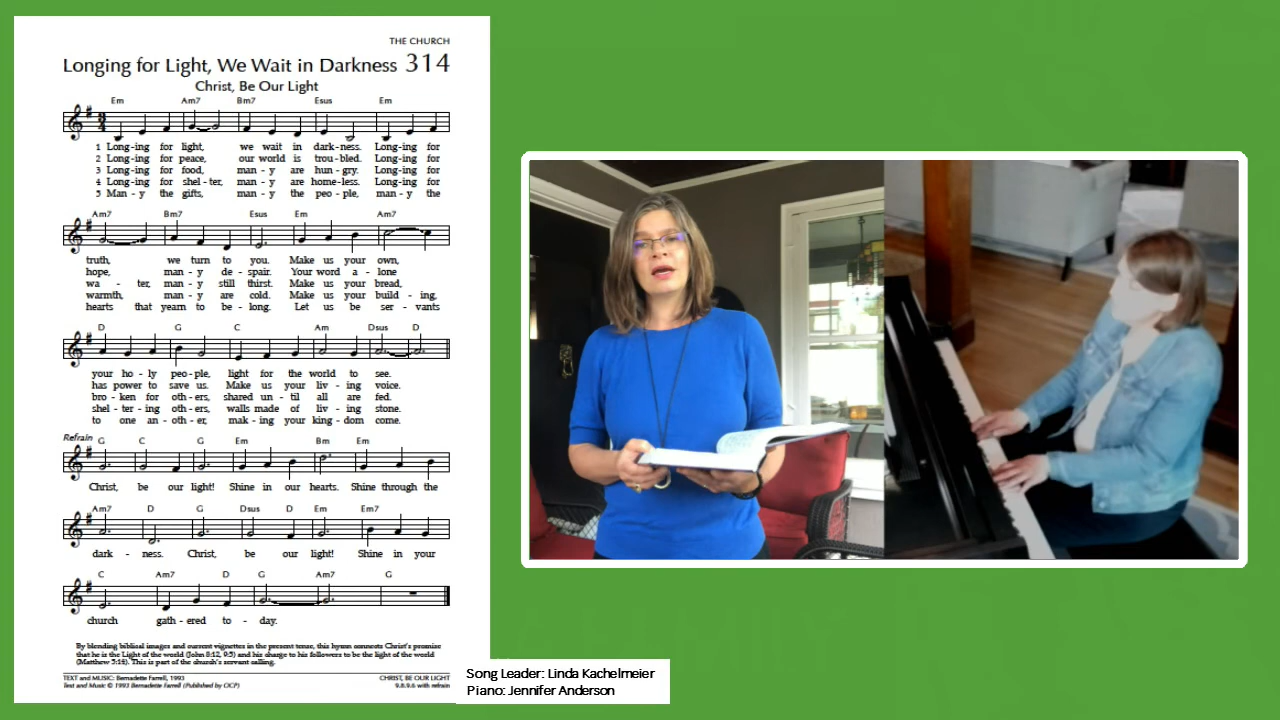 THE CHURCH
Longing for Light, We Wait in Darkness 314
Christ, Be Our Light
Em Am7 Bm7 Esus Em
1 Long-ing for light, we wait in dark-ness. Long-ing for
2 Long-ing for peace, our world is trou-bled. Long-ing for
3 Long-ing for food, man-y are hun-gry. Long-ing for
4 Long-ing for shel-ter, man-y are home-less. Long-ing for
5 Man-y the gifts, man-y the peo-ple, man-y the
Am7 Bm7 Esus Em Am7
truth, we turn to you. Make us your own,
hope, man-y de-spair. Your word a-lone
wa-ter, man-y still thirst. Make us your bread,
warmth, man-y are cold. Make us your build-ing,
hearts that yearn to be-long. Let us be ser-vants
D G C Am Dsus D
your ho-ly peo-ple, light for the world to see.
has power to save us. Make us your liv-ing voice.
bro-ken for oth-ers, shared un-til all are fed.
shel-ter-ing oth-ers, walls made of liv-ing stone.
to one an-oth-er, mak-ing your king-dom come.
Refrain G C G Em Bm Em
Christ, be our light! Shine in our hearts. Shine through the
Am7 D G Dsus D Em Em7
dark-ness. Christ, be our light! Shine in your
C Am7 D G Am7 G
church gath-ered to-day.
By blending biblical images and current vignettes in the present tense, this hymn connects Christ's promise
that he is the Light of the world (John 8:12, 9:5) and his charge to his followers to be the light of the world
(Matthew 5:14). This is part of the church's servant calling.
TEXT and MUSIC: Bernadette Farrell, 1993 CHRIST, BE OUR LIGHT
Text and Music © 1993 Bernadette Farrell (Published by OCP) 9.8.9.6 with refrain
Song Leader: Linda Kachelmeier
Piano: Jennifer Anderson